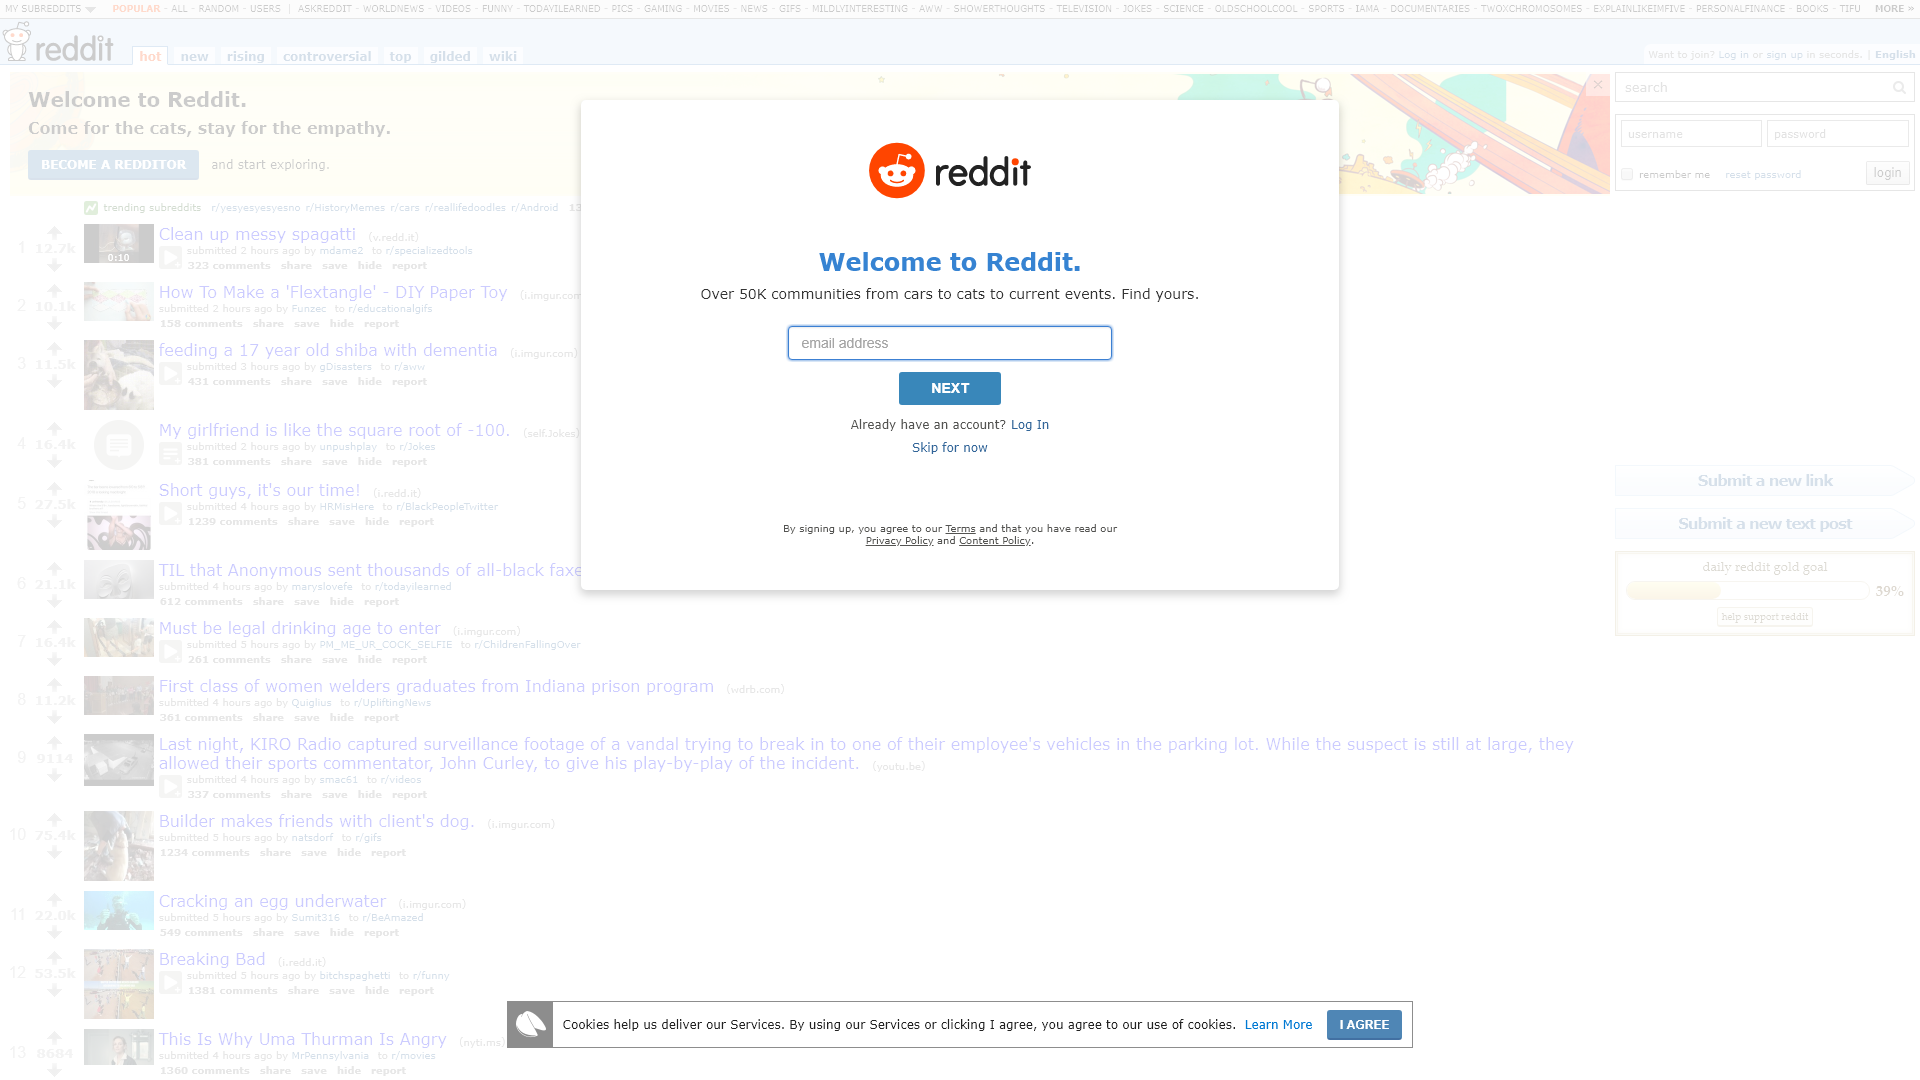 MY SUBREDDITS POPULAR - ALL - RANDOM - USERS | ASKREDDIT - WORLDNEWS - VIDEOS - FUNNY - TODAYILEARNED - PICS - GAMING - MOVIES - NEWS - GIFS - MILDLYINTERESTING - AWW - SHOWERTHOUGHTS - TELEVISION - JOKES - SCIENCE - OLDSCHOOLCOOL - SPORTS - IAMA - DOCUMENTARIES - TWOXCHROMOSOMES - EXPLAINLIKEIMFIVE - PERSONALFINANCE - BOOKS - TIFU MORE »
reddit hot new rising controversial top gilded wiki
Want to join? Log in or sign up in seconds. | English
Welcome to Reddit.
Come for the cats, stay for the empathy.
BECOME A REDDITOR and start exploring.
search
username password
remember me reset password login
reddit
Welcome to Reddit.
Over 50K communities from cars to cats to current events. Find yours.
email address
NEXT
Already have an account? Log In
Skip for now
By signing up, you agree to our Terms and that you have read our
Privacy Policy and Content Policy.
trending subreddits r/yesyesyesyesno r/HistoryMemes r/cars r/reallifedoodles r/Android 13
1 12.7k 0:10 Clean up messy spagatti (v.redd.it)
submitted 2 hours ago by mdame2 to r/specializedtools
323 comments share save hide report
2 10.1k How To Make a 'Flextangle' - DIY Paper Toy (i.imgur.com
submitted 2 hours ago by Funzec to r/educationalgifs
158 comments share save hide report
3 11.5k feeding a 17 year old shiba with dementia (i.imgur.com)
submitted 3 hours ago by gDisasters to r/aww
431 comments share save hide report
4 16.4k My girlfriend is like the square root of -100. (self.Jokes)
submitted 2 hours ago by unpushplay to r/Jokes
381 comments share save hide report
5 27.5k Short guys, it's our time! (i.redd.it)
submitted 4 hours ago by HRMisHere to r/BlackPeopleTwitter
1239 comments share save hide report
6 21.1k TIL that Anonymous sent thousands of all-black faxe
submitted 4 hours ago by maryslovefe to r/todayilearned
612 comments share save hide report
7 16.4k Must be legal drinking age to enter (i.imgur.com)
submitted 5 hours ago by PM_ME_UR_COCK_SELFIE to r/ChildrenFallingOver
261 comments share save hide report
8 11.2k First class of women welders graduates from Indiana prison program (wdrb.com)
submitted 4 hours ago by Quiglius to r/UpliftingNews
361 comments share save hide report
9 9114 Last night, KIRO Radio captured surveillance footage of a vandal trying to break in to one of their employee's vehicles in the parking lot. While the suspect is still at large, they
allowed their sports commentator, John Curley, to give his play-by-play of the incident. (youtu.be)
submitted 4 hours ago by smac61 to r/videos
337 comments share save hide report
10 75.4k Builder makes friends with client's dog. (i.imgur.com)
submitted 5 hours ago by natsdorf to r/gifs
1234 comments share save hide report
11 22.0k Cracking an egg underwater (i.imgur.com)
submitted 5 hours ago by Sumit316 to r/BeAmazed
549 comments share save hide report
12 53.5k Breaking Bad (i.redd.it)
submitted 5 hours ago by bitchspaghetti to r/funny
1381 comments share save hide report
13 8684 This Is Why Uma Thurman Is Angry (nyti.ms)
submitted 4 hours ago by MrPennsylvania to r/movies
1360 comments share save hide report
Submit a new link
Submit a new text post
daily reddit gold goal
39%
help support reddit
Cookies help us deliver our Services. By using our Services or clicking I agree, you agree to our use of cookies. Learn More I AGREE